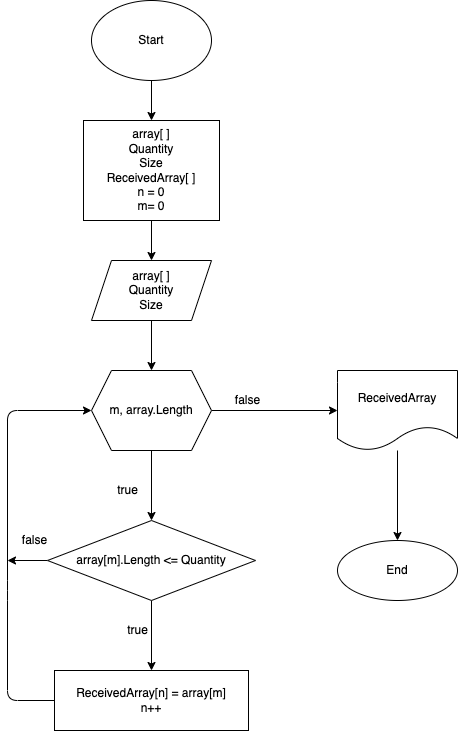 Start
array[ ]
Quantity
Size
ReceivedArray[ ]
n = 0
m= 0
array[ ]
Quantity
Size
m, array.Length
false
ReceivedArray
true
false
array[m].Length <= Quantity
End
true
ReceivedArray[n] = array[m]
n++